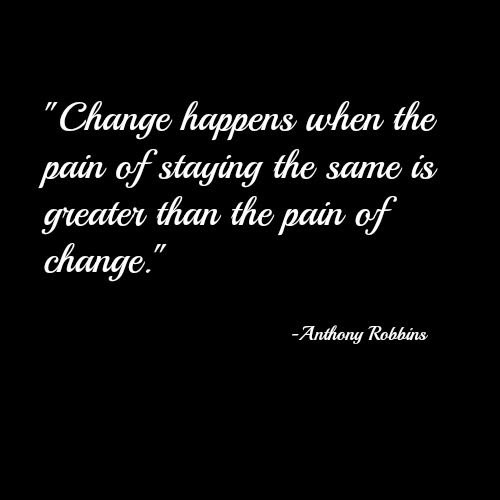 "Change happens when the
pain of staying the same is
greater than the pain of
change."
-Anthony Robbins